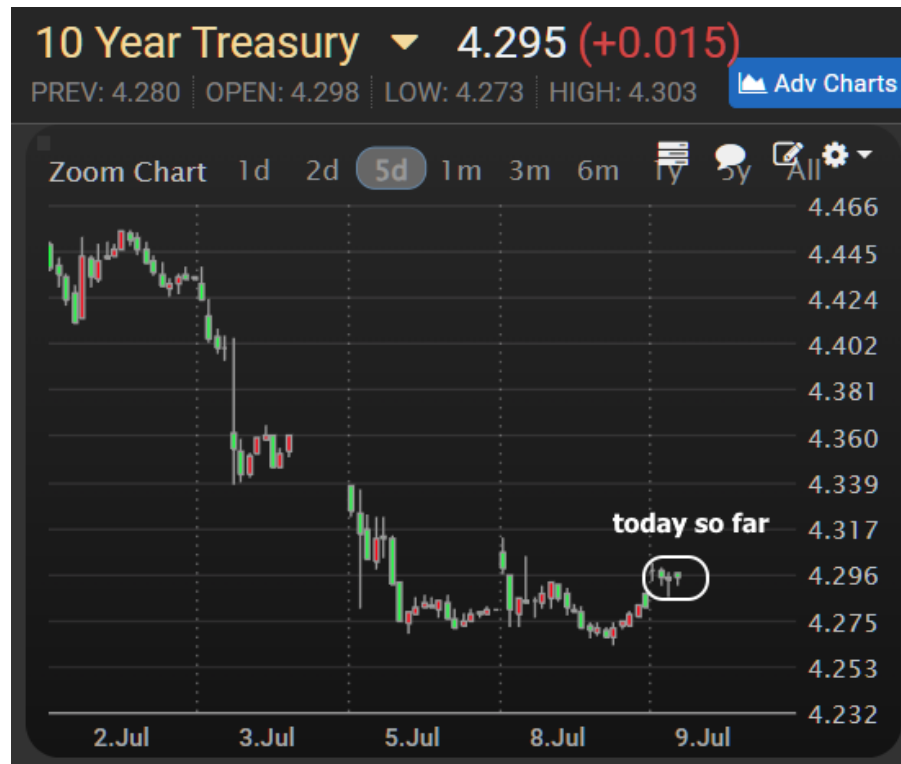 10 Year Treasury 4.295 (+0.015)
PREV: 4.280 OPEN: 4.298 LOW: 4.273 HIGH: 4.303
Adv Charts
Zoom Chart 1d 2d 5d 1m 3m 6m 1y 5y All
4.466
4.445
4.424
4.402
4.381
4.360
4.339
today so far
4.317
4.296
4.275
4.253
4.232
2.Jul 3.Jul 5.Jul 8.Jul 9.Jul